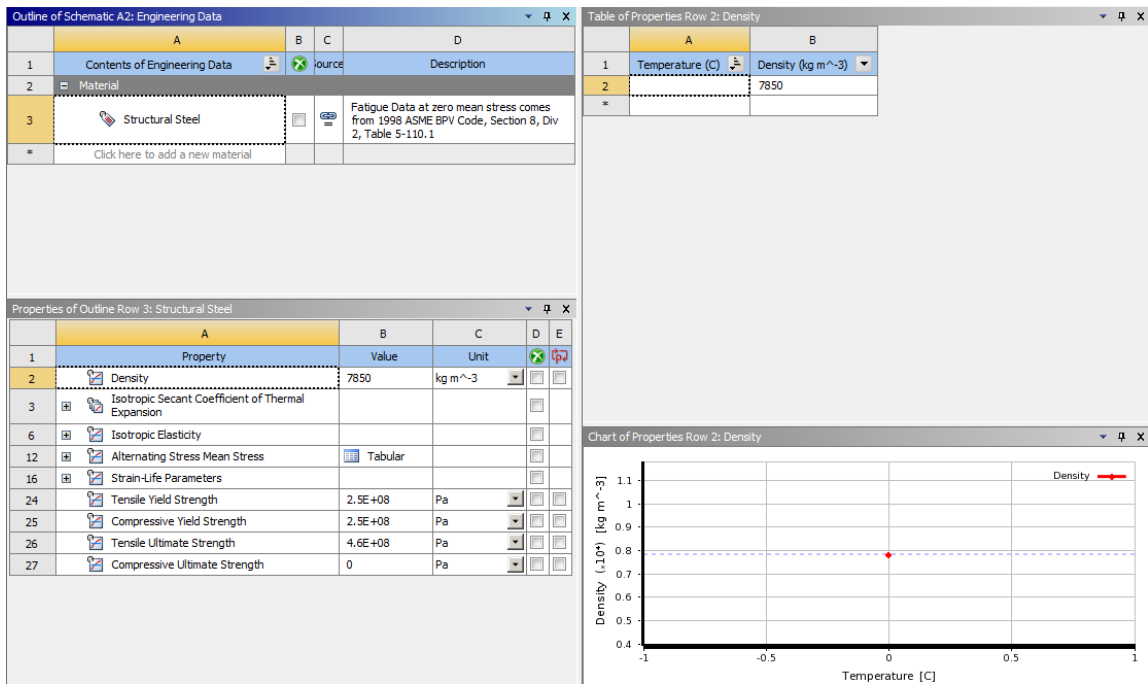 Outline of Schematic A2: Engineering Data
A B C D
1 Contents of Engineering Data ource Description
2 Material
3 Structural Steel Fatigue Data at zero mean stress comes
from 1998 ASME BPV Code, Section 8, Div
2, Table 5-110.1
* Click here to add a new material
Table of Properties Row 2: Density
A B
1 Temperature (C) Density (kg m^-3)
2 7850
*
Properties of Outline Row 3: Structural Steel
A B C D E
1 Property Value Unit
2 Density 7850 kg m^-3
3 Isotropic Secant Coefficient of Thermal
Expansion
6 Isotropic Elasticity
12 Alternating Stress Mean Stress Tabular
16 Strain-Life Parameters
24 Tensile Yield Strength 2.5E+08 Pa
25 Compressive Yield Strength 2.5E+08 Pa
26 Tensile Ultimate Strength 4.6E+08 Pa
27 Compressive Ultimate Strength 0 Pa
Chart of Properties Row 2: Density
Density
Density (x10⁴) [kg m^-3]
1.1
1
0.9
0.8
0.7
0.6
0.5
0.4
-1 -0.5 0 0.5 1
Temperature [C]